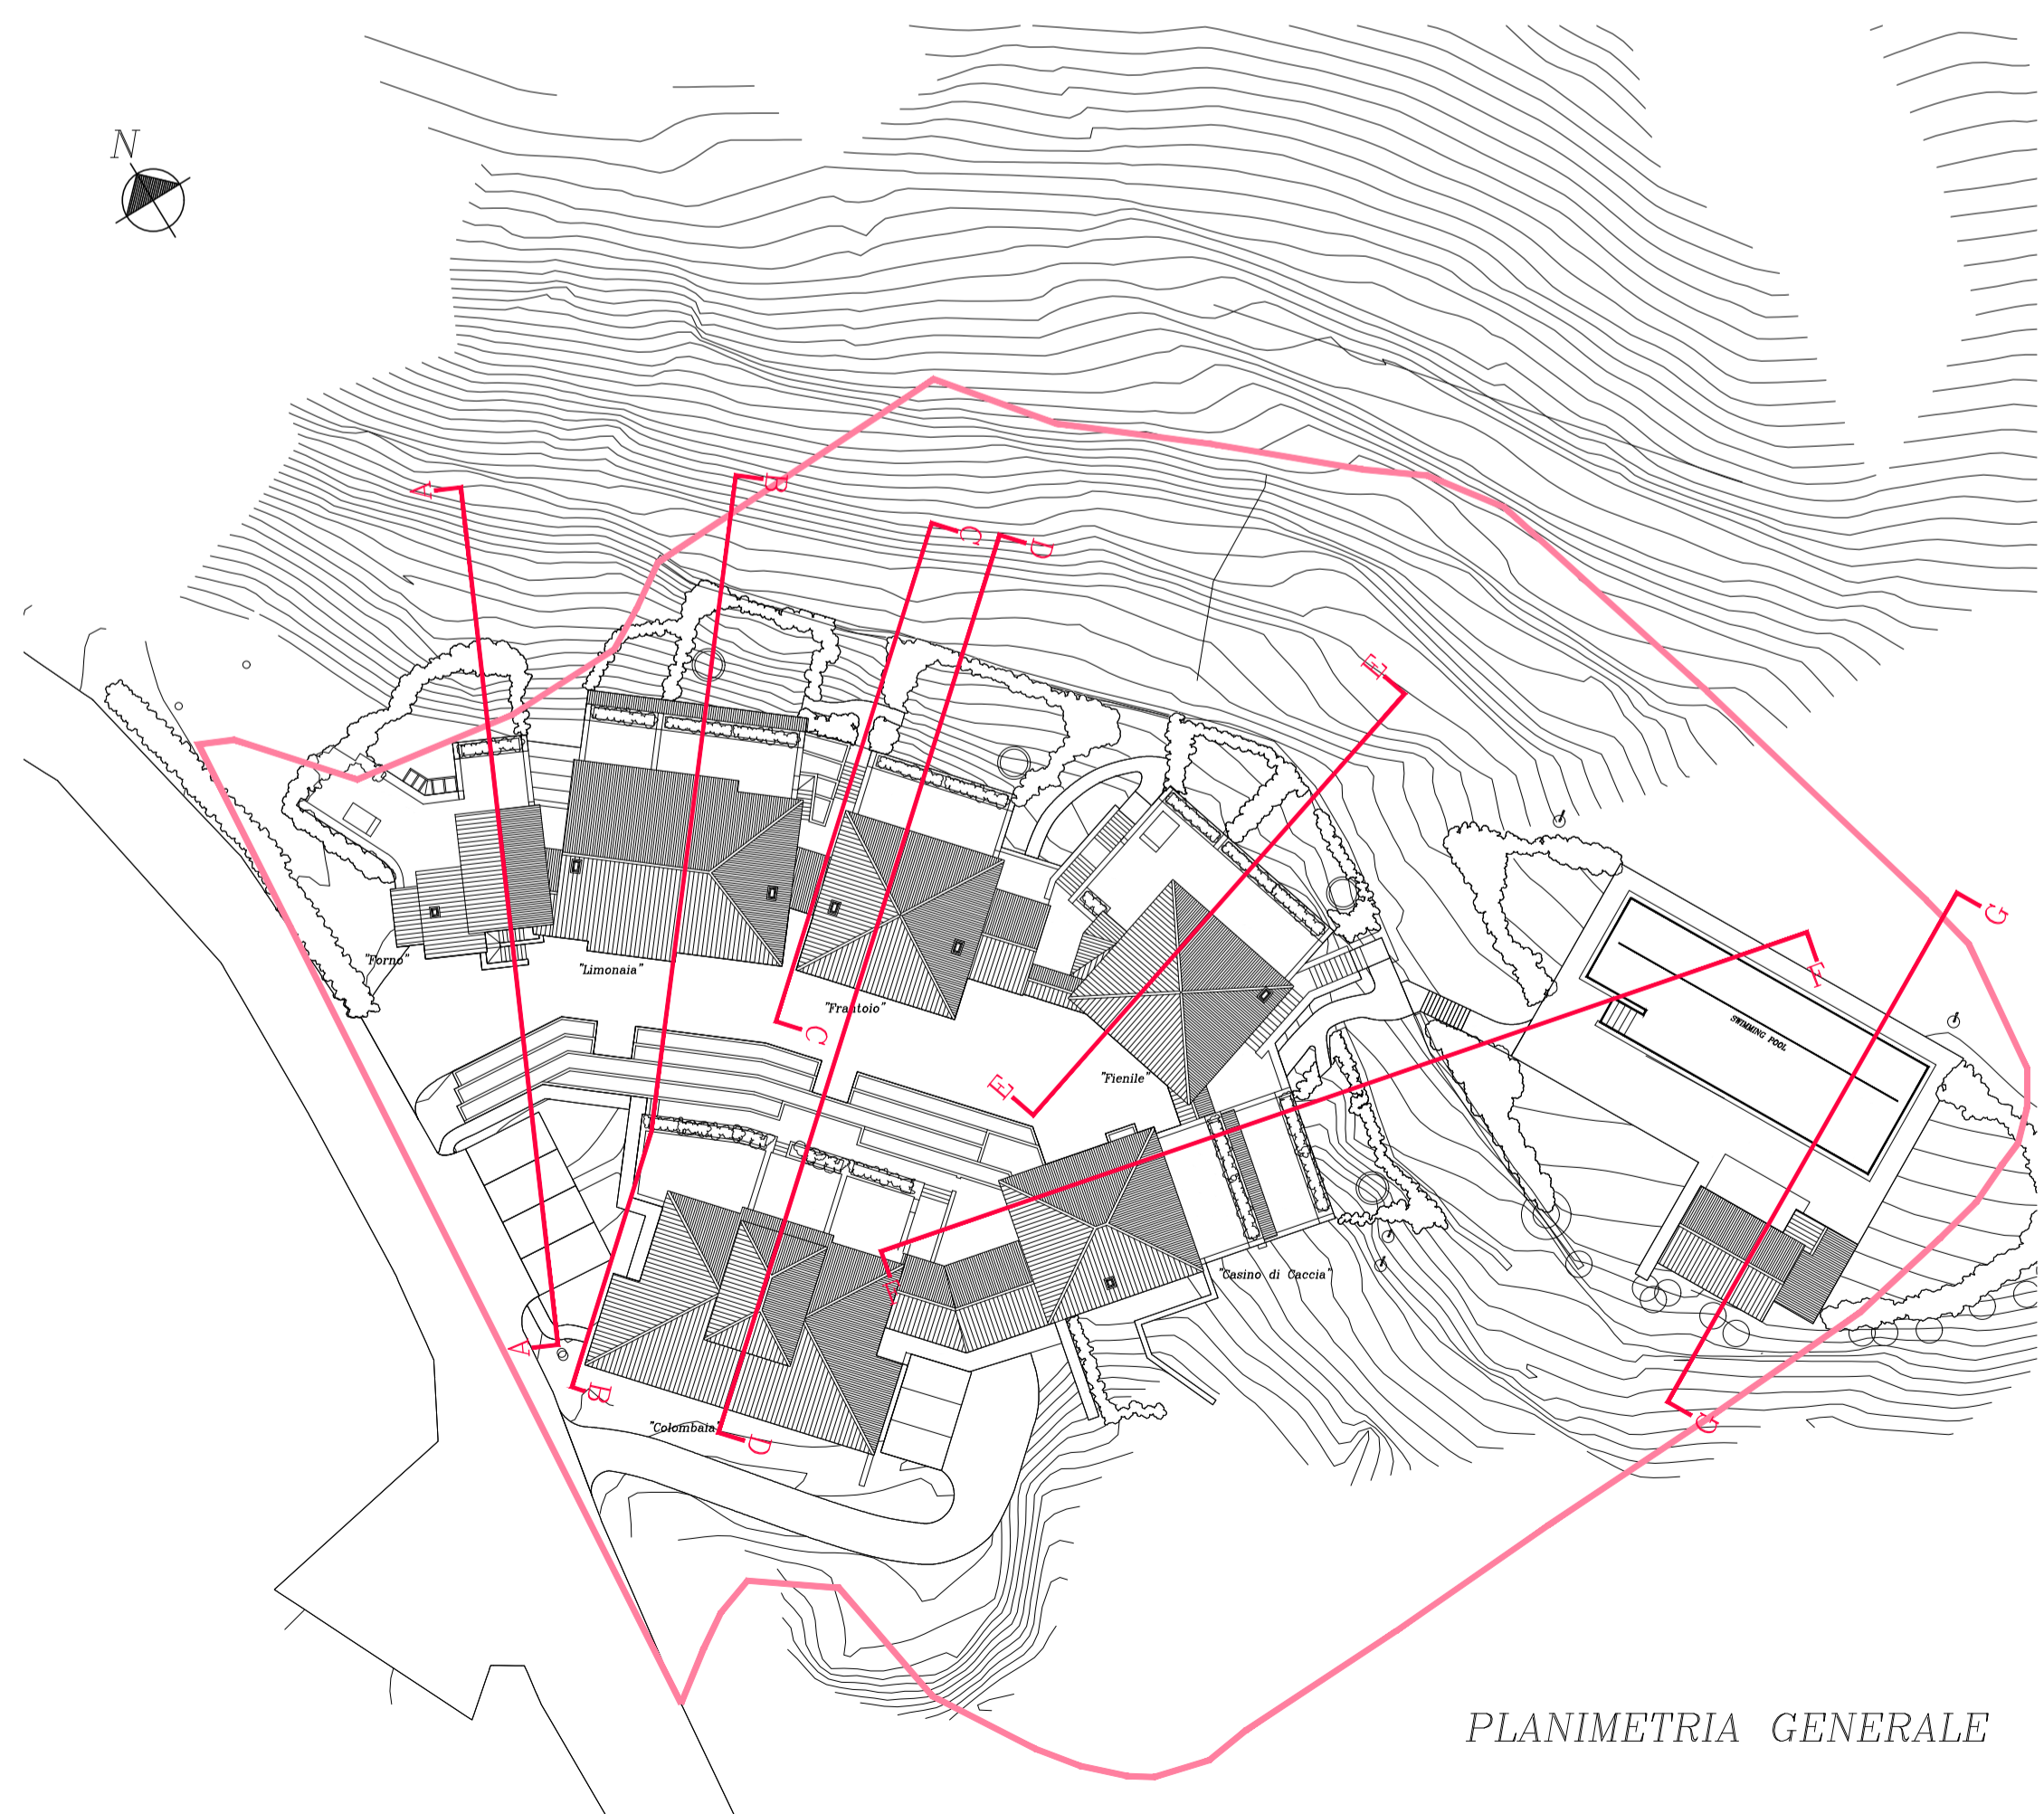 N
A
B
C
D
E
G
F
"Forno"
"Limonaia"
"Frantoio"
C
SWIMMING POOL
"Fienile"
E
"Casino di Caccia"
F
A
B
"Colombaia"
D
G
PLANIMETRIA GENERALE